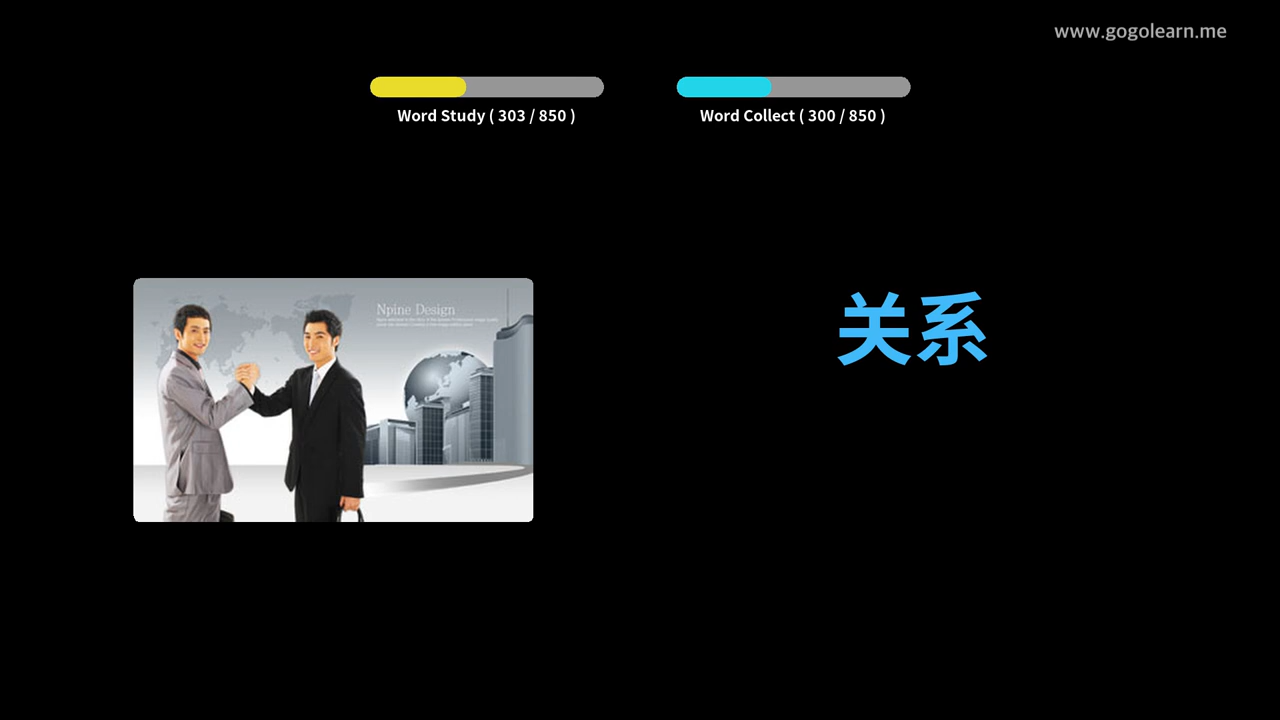 www.gogolearn.me
Word Study ( 303 / 850 )
Word Collect ( 300 / 850 )
Npine Design
关系